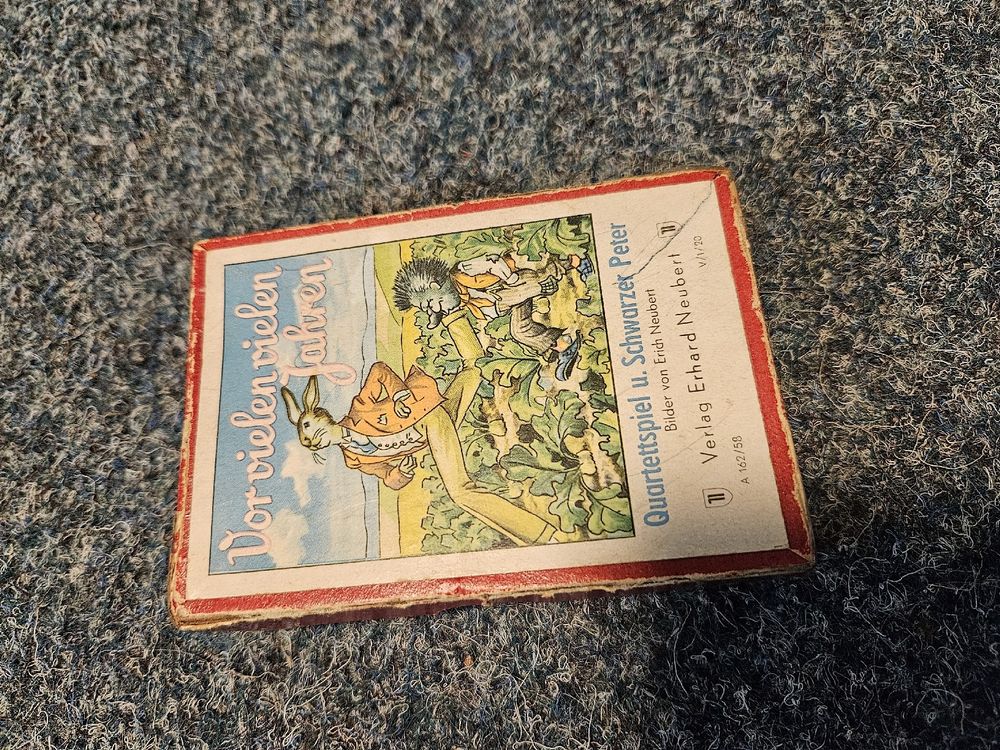 Vor vielen vielen
Jahren
Quartettspiel u. Schwarzer Peter
Bilder von Erich Neubert
Verlag Erhard Neubert
A 162/58
V/1/20